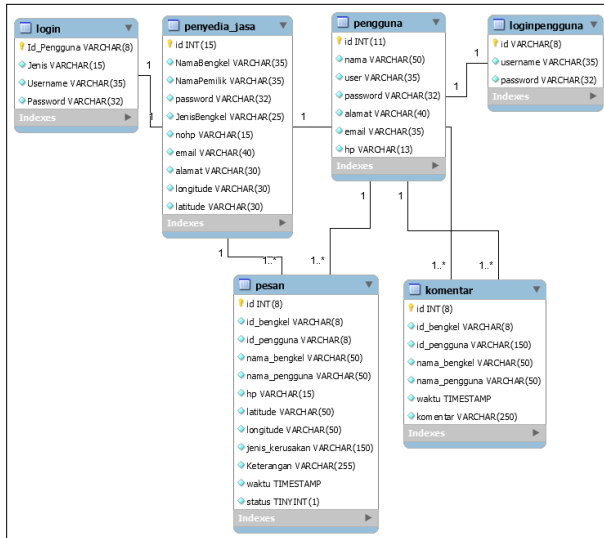 login
Id_Pengguna VARCHAR(8)
Jenis VARCHAR(15)
Username VARCHAR(35)
Password VARCHAR(32)
Indexes
penyedia_jasa
id INT(15)
NamaBengkel VARCHAR(35)
NamaPemilik VARCHAR(35)
password VARCHAR(32)
JenisBengkel VARCHAR(25)
nohp VARCHAR(15)
email VARCHAR(40)
alamat VARCHAR(30)
longitude VARCHAR(30)
latitude VARCHAR(30)
Indexes
pengguna
id INT(11)
nama VARCHAR(50)
user VARCHAR(35)
password VARCHAR(32)
alamat VARCHAR(40)
email VARCHAR(35)
hp VARCHAR(13)
Indexes
loginpengguna
id VARCHAR(8)
username VARCHAR(35)
password VARCHAR(32)
Indexes
1
1
1
1
1
1
1
1
1..*
1..*
1..*
1..*
pesan
id INT(8)
id_bengkel VARCHAR(8)
id_pengguna VARCHAR(8)
nama_bengkel VARCHAR(50)
nama_pengguna VARCHAR(50)
hp VARCHAR(15)
latitude VARCHAR(50)
longitude VARCHAR(50)
jenis_kerusakan VARCHAR(150)
Keterangan VARCHAR(255)
waktu TIMESTAMP
status TINYINT(1)
Indexes
komentar
id INT(8)
id_bengkel VARCHAR(8)
id_pengguna VARCHAR(150)
nama_bengkel VARCHAR(50)
nama_pengguna VARCHAR(50)
waktu TIMESTAMP
komentar VARCHAR(250)
Indexes